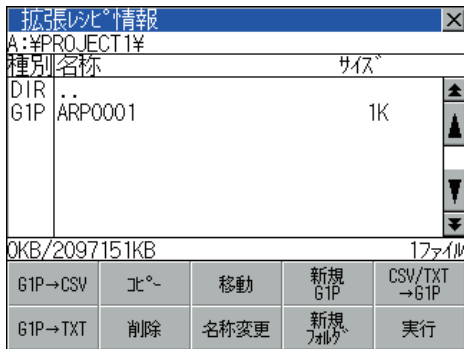 拡張ﾚｼﾋﾟ情報
A:¥PROJECT1¥
種別 名称 ｻｲｽﾞ
DIR ..
G1P ARP0001 1K
0KB/2097151KB 1ﾌｧｲﾙ
G1P→CSV ｺﾋﾟｰ 移動 新規 G1P CSV/TXT →G1P
G1P→TXT 削除 名称変更 新規 ﾌｫﾙﾀﾞ 実行